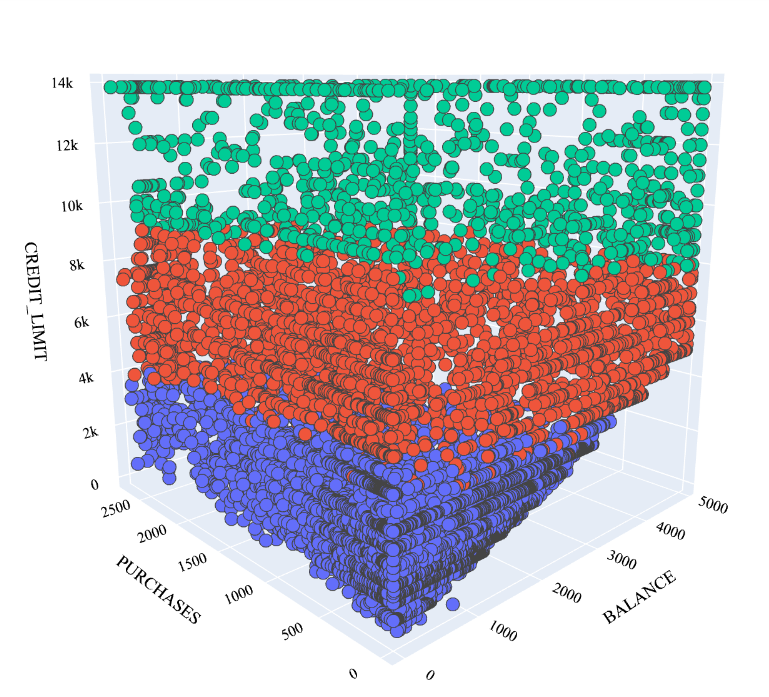 14k
12k
10k
8k
6k
4k
2k
0
CREDIT_LIMIT
2500
2000
1500
1000
500
0
PURCHASES
0
1000
2000
3000
4000
5000
BALANCE